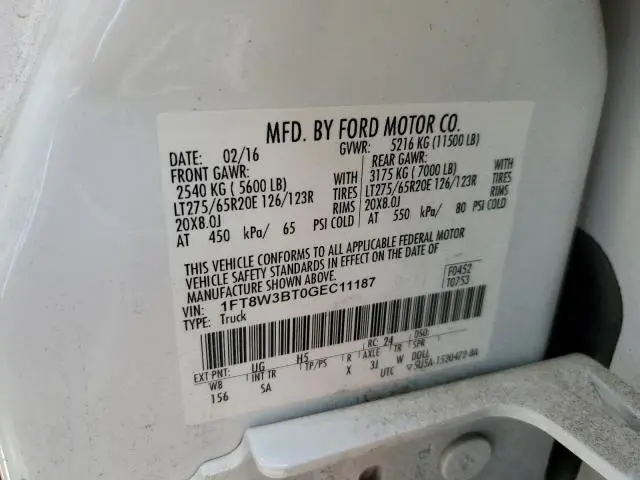 MFD. BY FORD MOTOR CO.
DATE: 02/16 GVWR: 5216 KG (11500 LB)
FRONT GAWR: REAR GAWR:
2540 KG ( 5600 LB) WITH 3175 KG ( 7000 LB) WITH
LT275/65R20E 126/123R TIRES LT275/65R20E 126/123R TIRES
20X8.0J RIMS 20X8.0J RIMS
AT 450 kPa/ 65 PSI COLD AT 550 kPa/ 80 PSI COLD
THIS VEHICLE CONFORMS TO ALL APPLICABLE FEDERAL MOTOR
VEHICLE SAFETY STANDARDS IN EFFECT ON THE DATE OF
MANUFACTURE SHOWN ABOVE.
VIN: 1FT8W3BT0GEC11187 F0452
TYPE: Truck T0753
EXT PNT: UG H5 RC: 24 DSO:
WB INT TR TP/PS R AXLE TR SPR
156 SA X 3J W DDLL
UTC